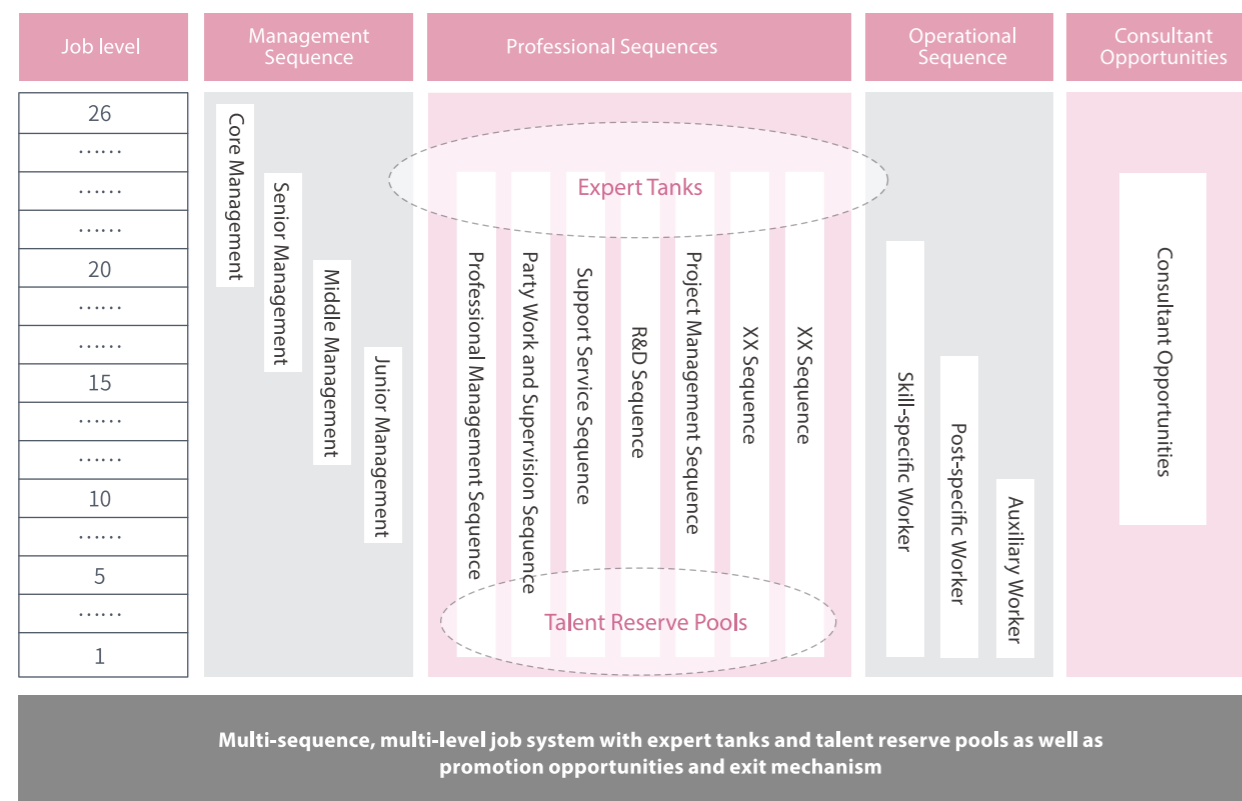 Job level
Management
Sequence
Professional Sequences
Operational
Sequence
Consultant
Opportunities
26
……
……
……
20
……
……
15
……
……
10
……
5
……
1
Core Management
Senior Management
Middle Management
Junior Management
Expert Tanks
Professional Management Sequence
Party Work and Supervision Sequence
Support Service Sequence
R&D Sequence
Project Management Sequence
XX Sequence
XX Sequence
Talent Reserve Pools
Skill-specific Worker
Post-specific Worker
Auxiliary Worker
Consultant Opportunities
Multi-sequence, multi-level job system with expert tanks and talent reserve pools as well as
promotion opportunities and exit mechanism